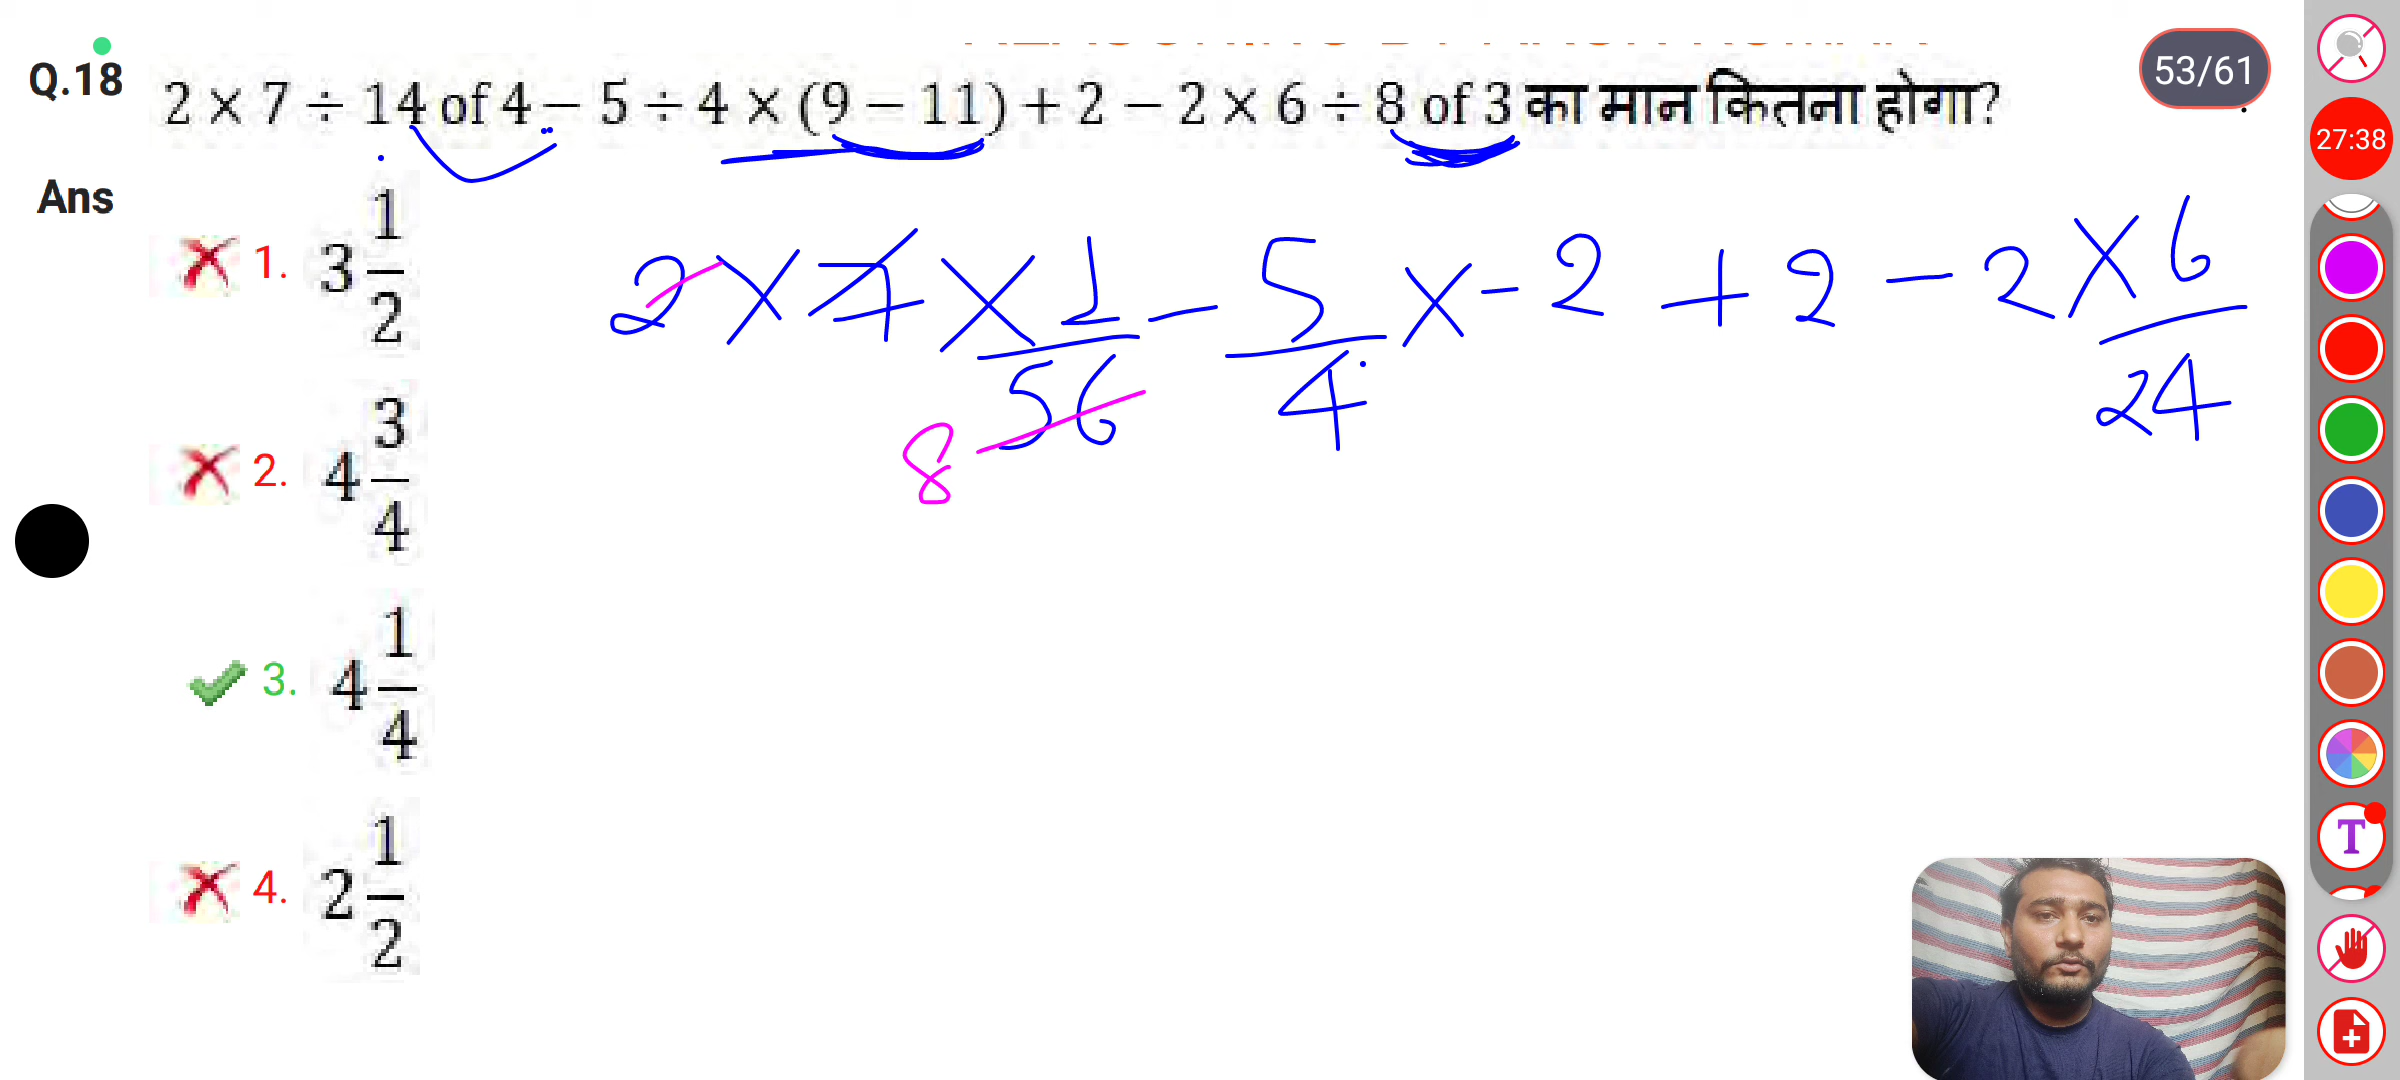 53/61
27:38
Q.18 2 × 7 ÷ 14 of 4 − 5 ÷ 4 × (9 − 11) + 2 − 2 × 6 ÷ 8 of 3 का मान कितना होगा?
Ans
1. 3 1/2
2. 4 3/4
3. 4 1/4
4. 2 1/2
2 × 7 × 1/56 − 5/4 × -2 + 2 − 2 × 6/24
8
T